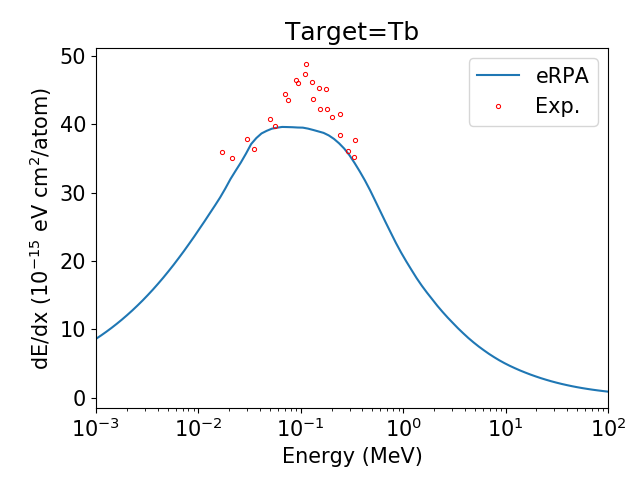 Target=Tb
dE/dx (10⁻¹⁵ eV cm²/atom)
50
40
30
20
10
0
eRPA
Exp.
10⁻³
10⁻²
10⁻¹
10⁰
10¹
10²
Energy (MeV)